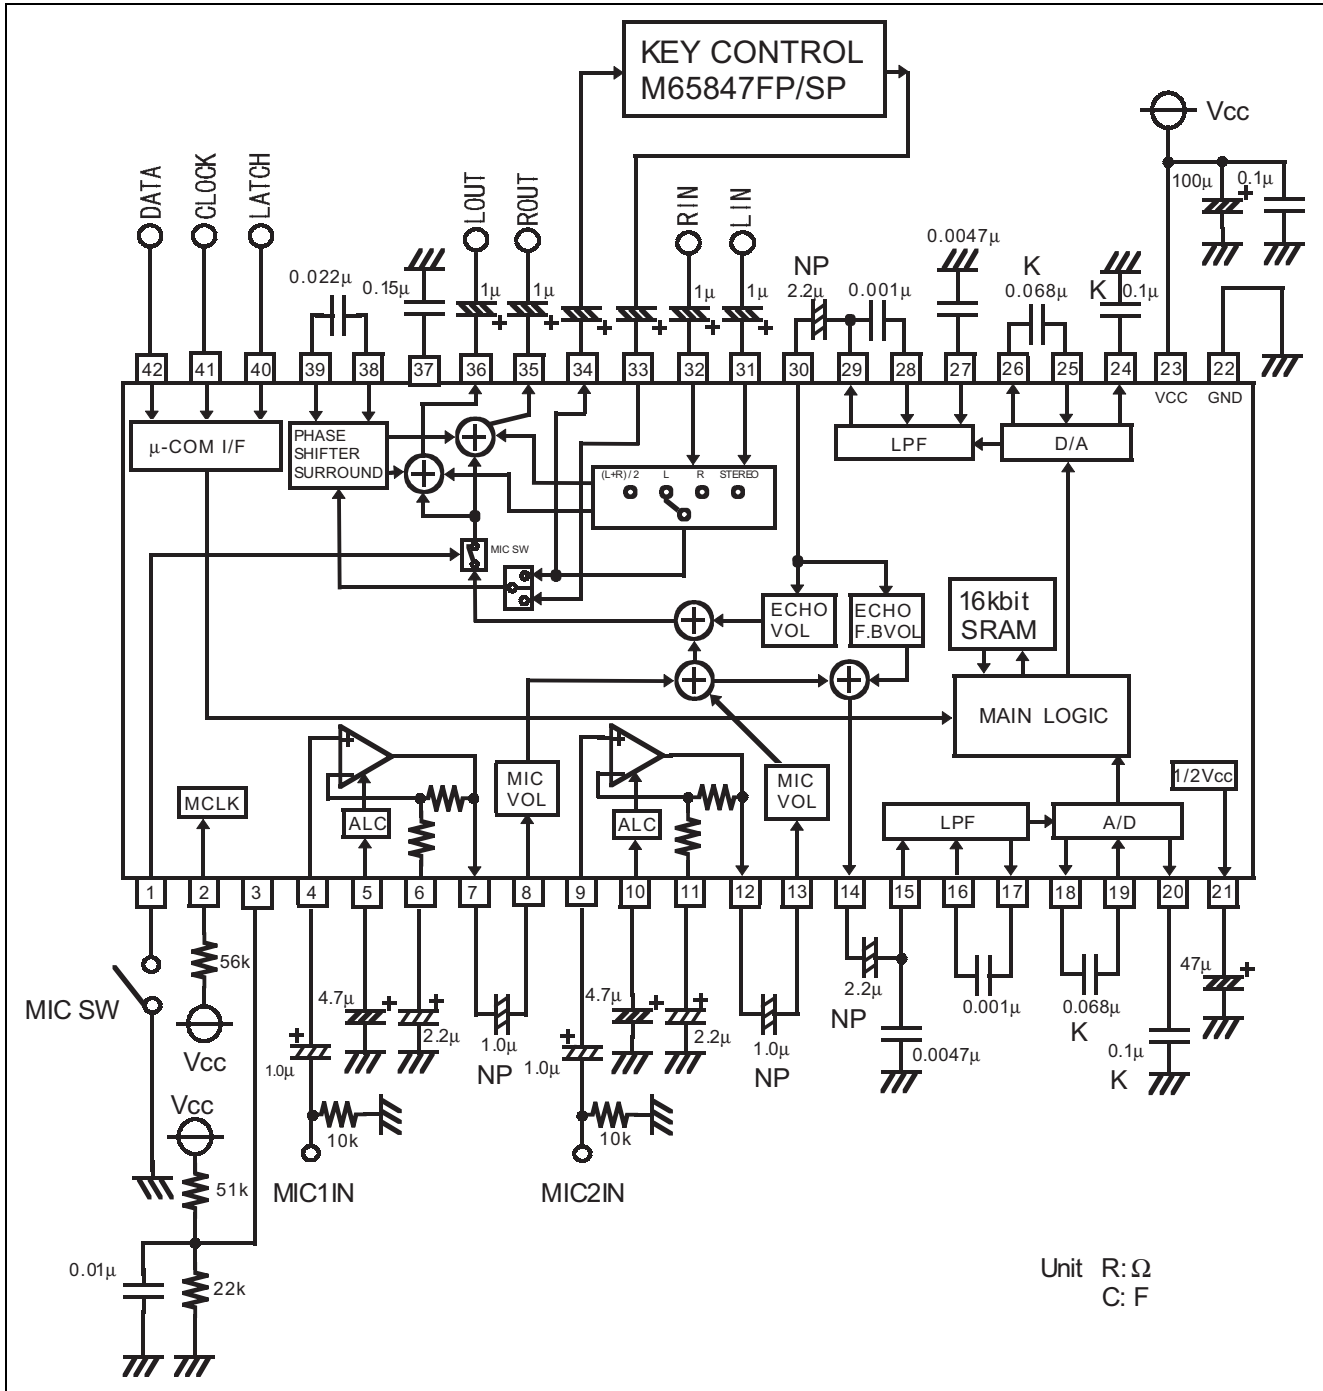 KEY CONTROL
M65847FP/SP
Vcc
DATA
CLOCK
LATCH
LOUT
ROUT
RIN
LIN
100μ
+
0.1μ
0.0047μ
NP
2.2μ
0.001μ
K
0.068μ
K
0.1μ
0.022μ
0.15μ
1μ
+
1μ
+
+
+
1μ
+
1μ
+
42
41
40
39
38
37
36
35
34
33
32
31
30
29
28
27
26
25
24
23
22
VCC
GND
μ-COM I/F
PHASE
SHIFTER
SURROUND
(L+R)/2
L
R
STEREO
LPF
D/A
MIC SW
ECHO
VOL
ECHO
F.BVOL
16kbit
SRAM
MAIN LOGIC
MCLK
ALC
MIC
VOL
ALC
MIC
VOL
LPF
A/D
1/2Vcc
1
2
3
4
5
6
7
8
9
10
11
12
13
14
15
16
17
18
19
20
21
MIC SW
56k
Vcc
4.7μ
+
+
2.2μ
+
1.0μ
1.0μ
NP
4.7μ
+
+
2.2μ
+
1.0μ
1.0μ
NP
2.2μ
NP
0.0047μ
0.001μ
0.068μ
K
0.1μ
K
47μ
+
Vcc
10k
10k
MIC1IN
MIC2IN
51k
0.01μ
22k
Unit R:Ω
C: F